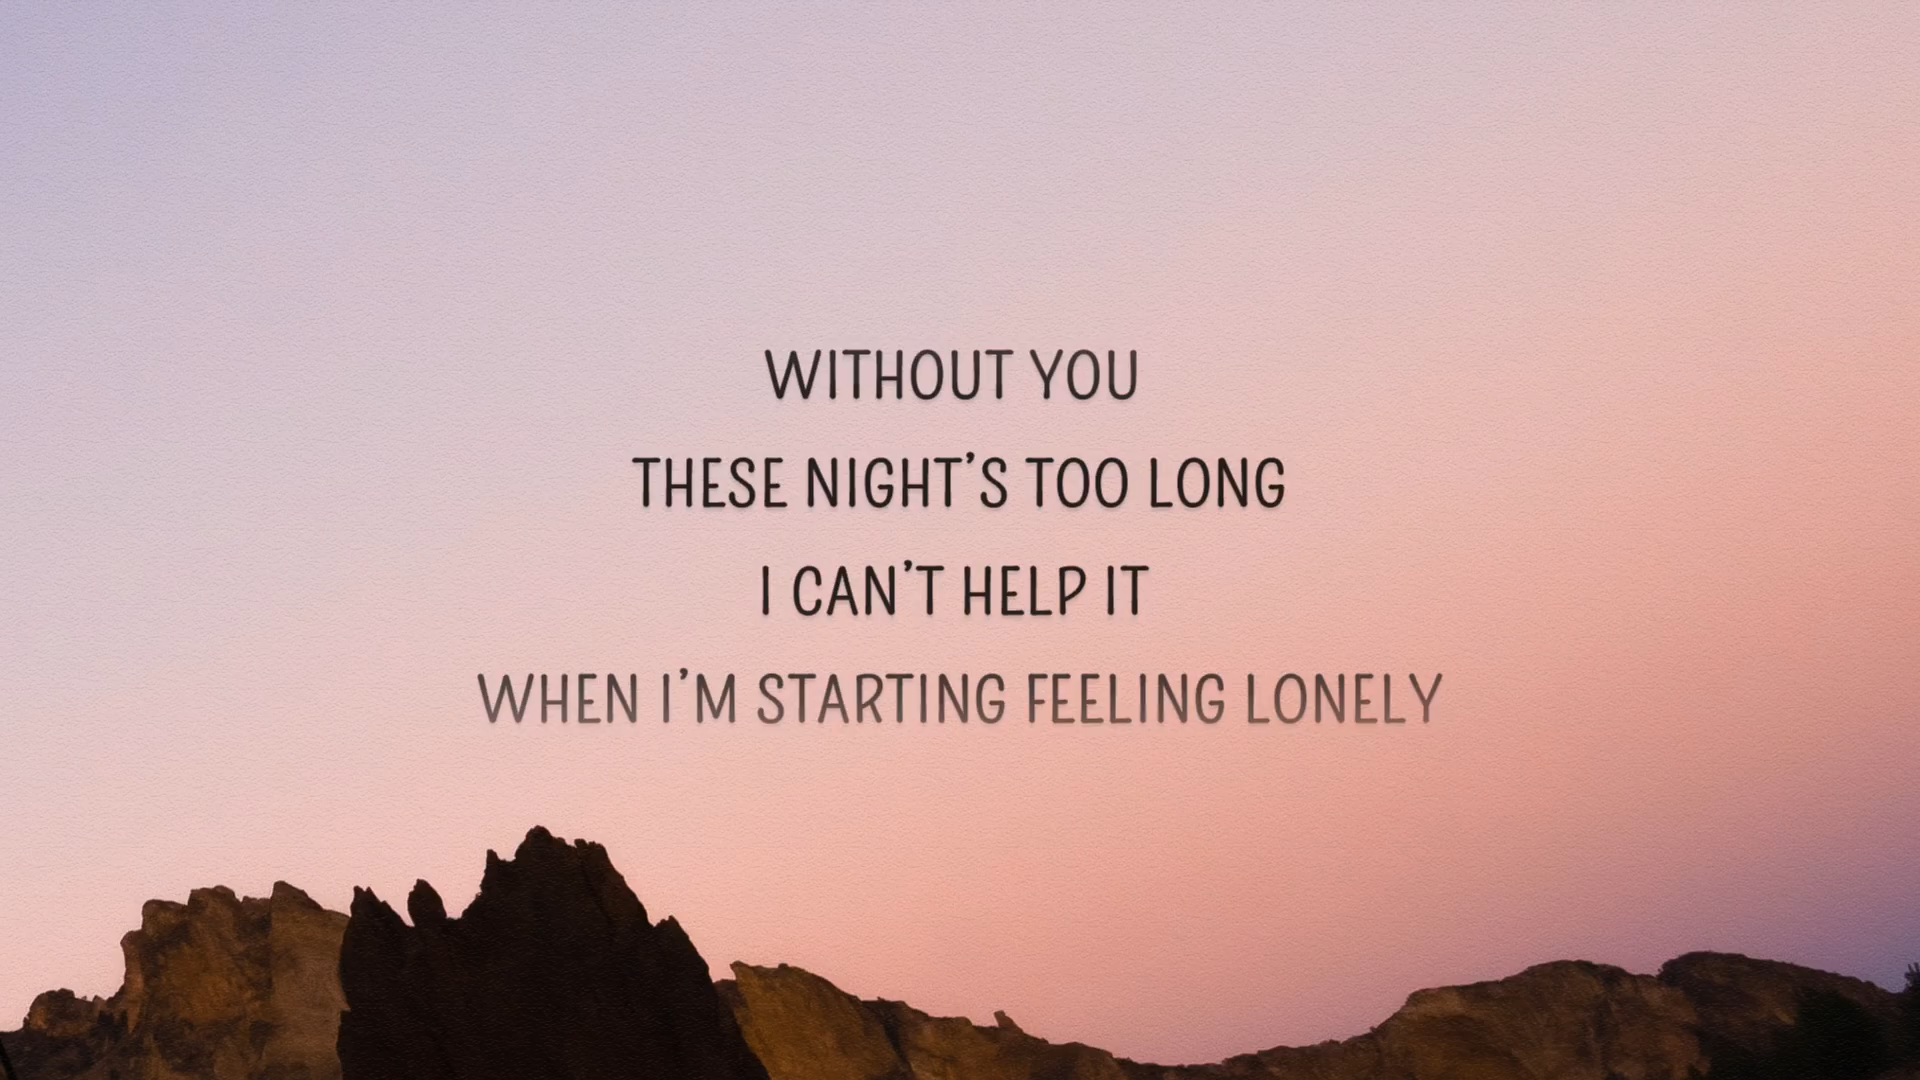 WITHOUT YOU
THESE NIGHT'S TOO LONG
I CAN'T HELP IT
WHEN I'M STARTING FEELING LONELY